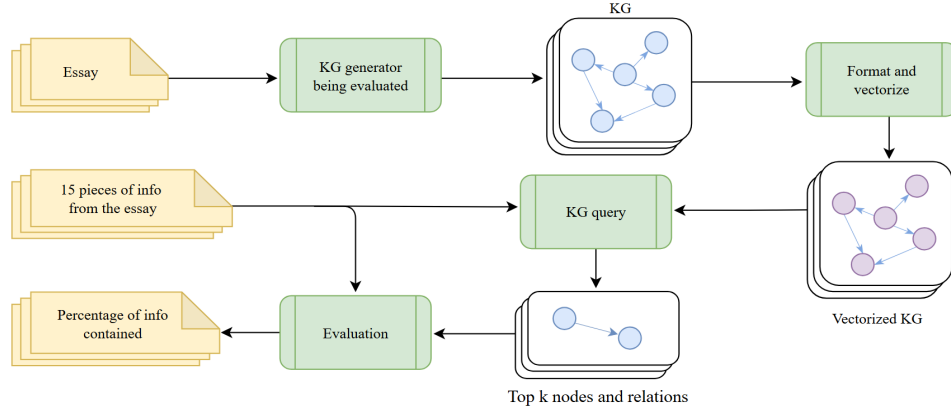 KG
Essay
KG generator
being evaluated
Format and
vectorize
15 pieces of info
from the essay
KG query
Percentage of info
contained
Evaluation
Vectorized KG
Top k nodes and relations